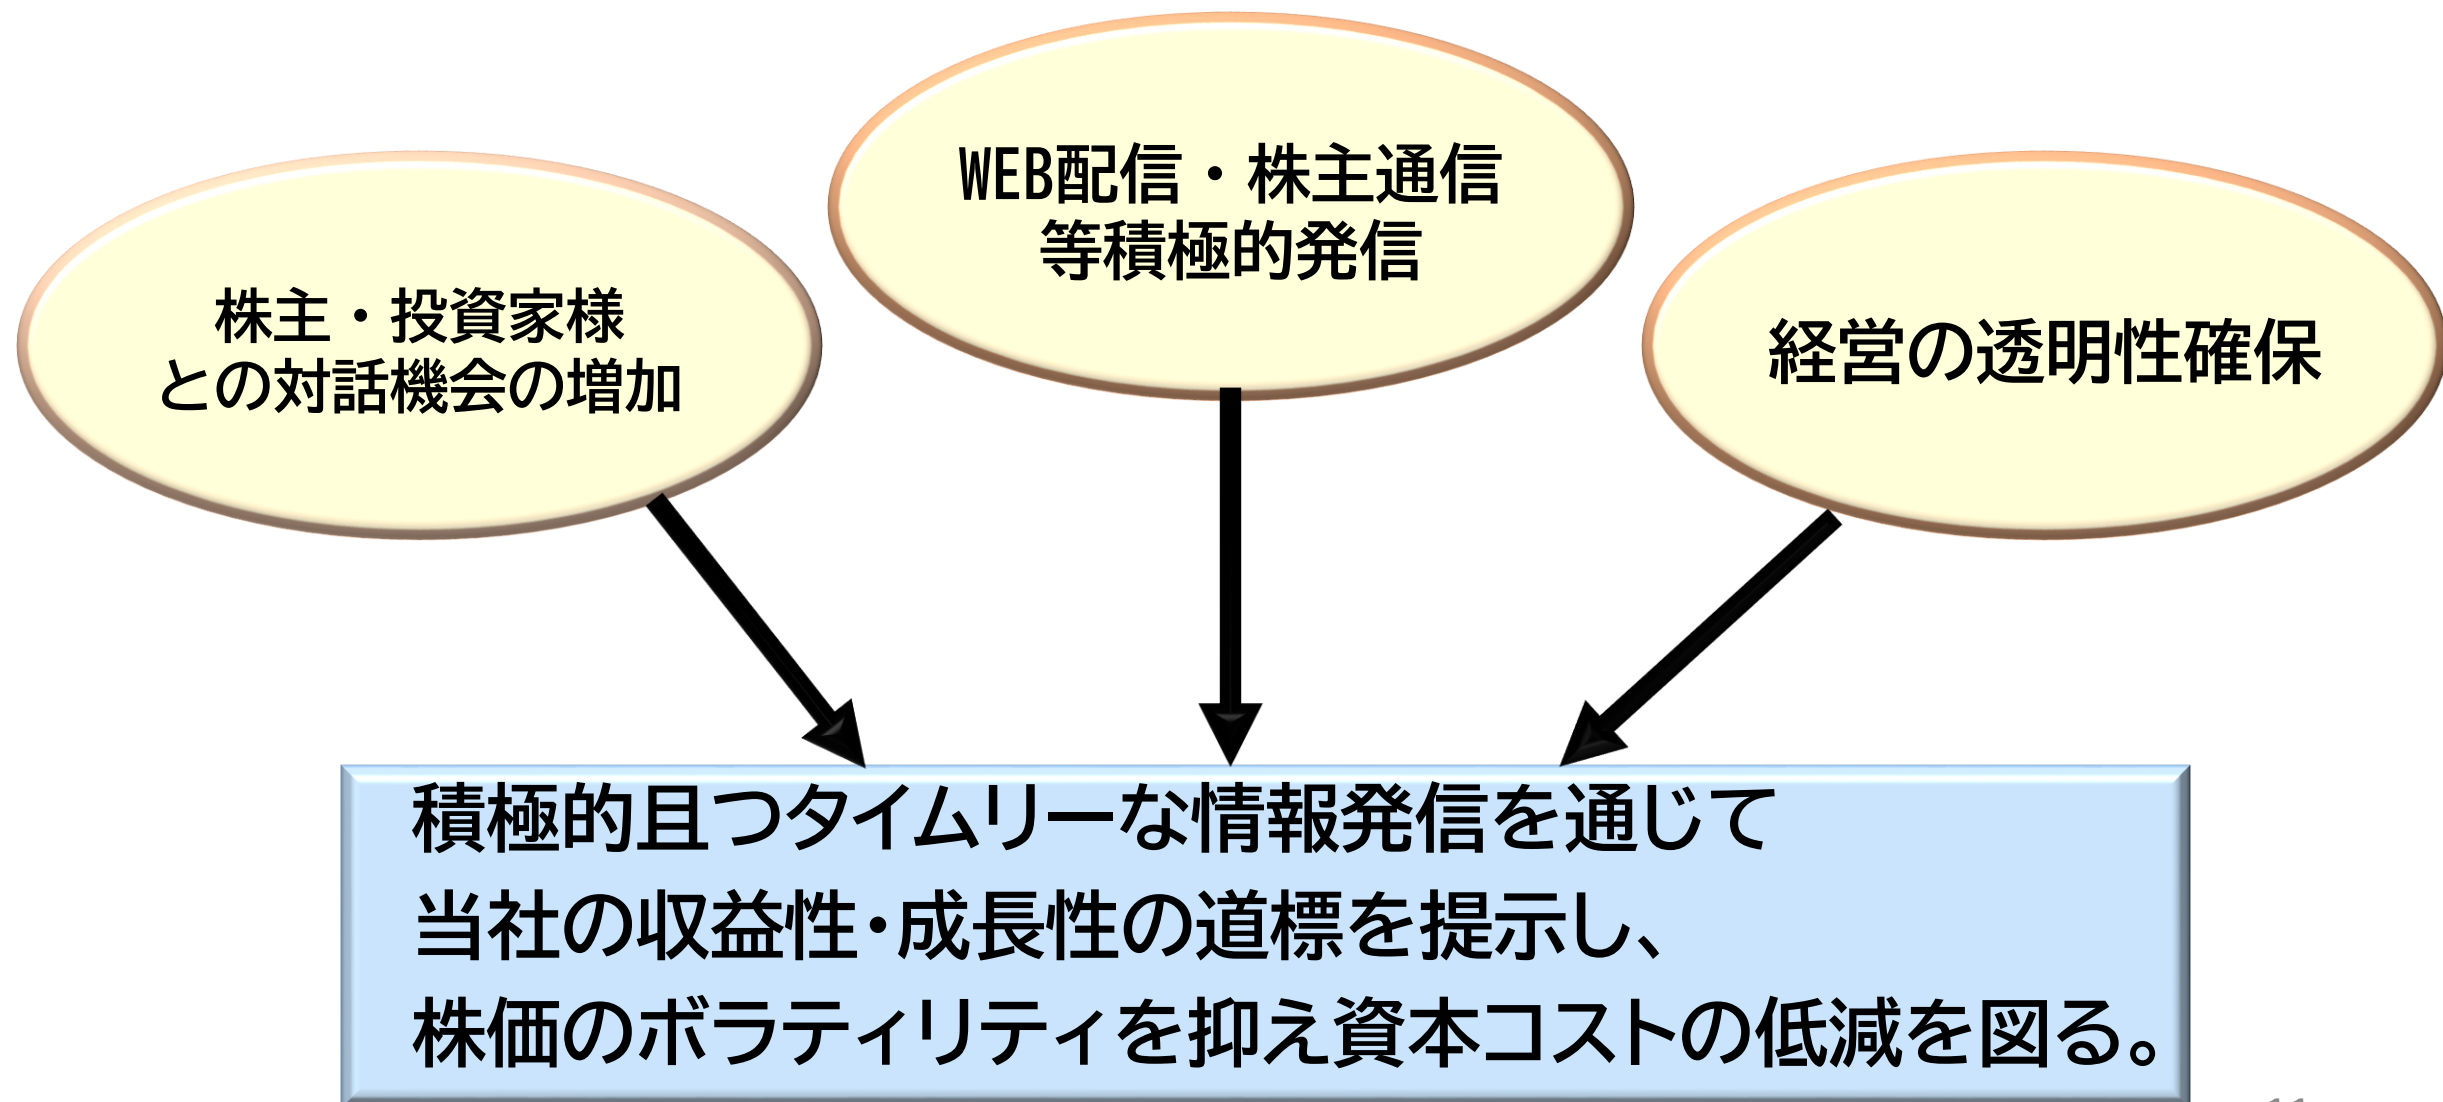 WEB配信・株主通信
等積極的発信
株主・投資家様
との対話機会の増加
経営の透明性確保
積極的且つタイムリーな情報発信を通じて
当社の収益性・成長性の道標を提示し、
株価のボラティリティを抑え資本コストの低減を図る。